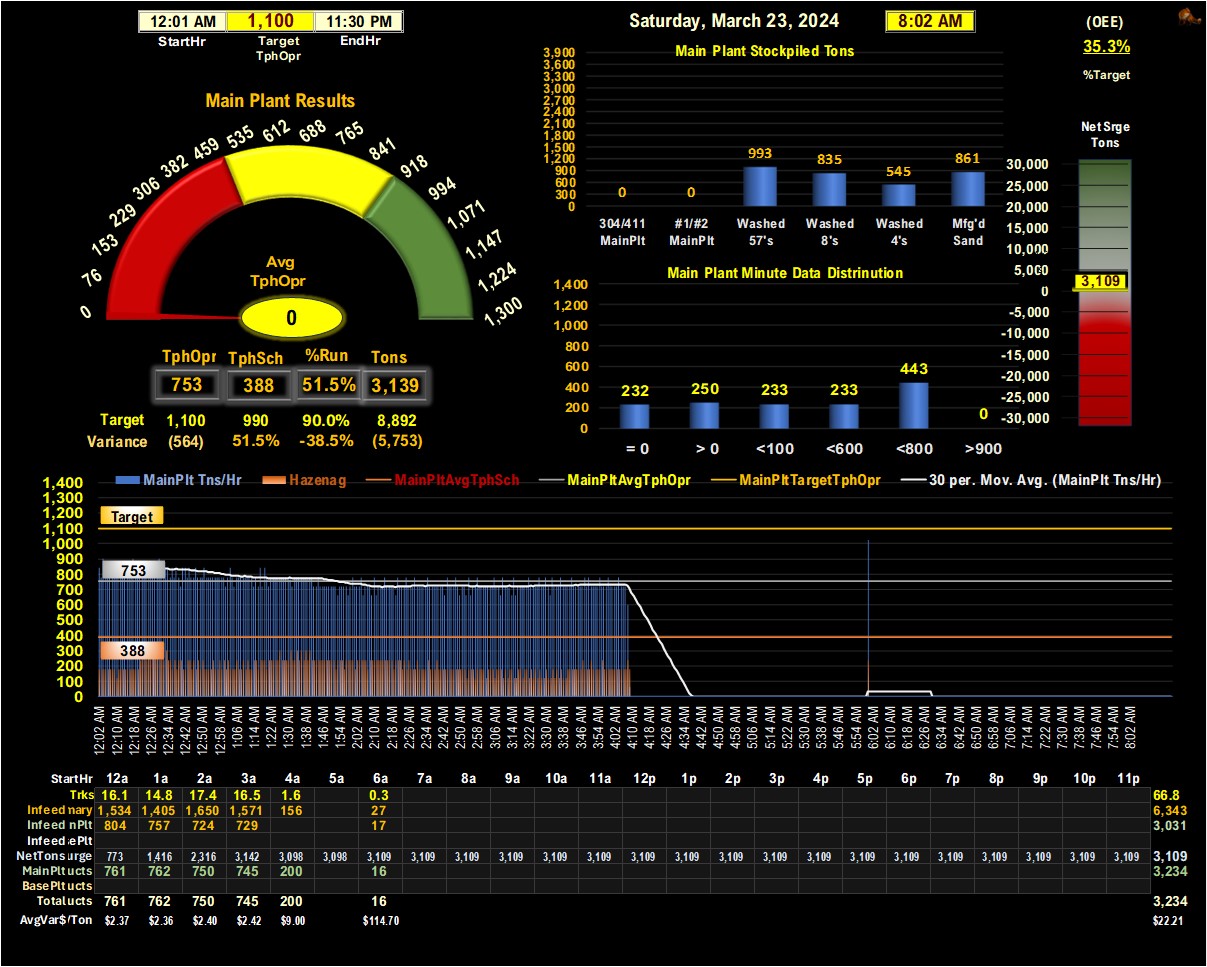 12:01 AM 1,100 11:30 PM
StartHr Target TphOpr EndHr
Saturday, March 23, 2024 8:02 AM
(OEE)
35.3%
%Target
Main Plant Results
0 76 153 229 306 382 459 535 612 688 765 841 918 994 1,071 1,147 1,224 1,300
Avg
TphOpr
0
TphOpr TphSch %Run Tons
753 388 51.5% 3,139
Target 1,100 990 90.0% 8,892
Variance (564) 51.5% -38.5% (5,753)
Main Plant Stockpiled Tons
3,900
3,600
3,300
3,000
2,700
2,400
2,100
1,800
1,500
1,200
900
600
300
0
0 0 993 835 545 861
304/411 #1/#2 Washed Washed Washed Mfg'd
MainPlt MainPlt 57's 8's 4's Sand
Main Plant Minute Data Distrinution
1,400
1,200
1,000
800
600
400
200
0
232 250 233 233 443 0
= 0 > 0 <100 <600 <800 >900
Net Srge
Tons
30,000
25,000
20,000
15,000
10,000
5,000
0
-5,000
-10,000
-15,000
-20,000
-25,000
-30,000
3,109
MainPlt Tns/Hr Hazenag MainPltAvgTphSch MainPltAvgTphOpr MainPltTargetTphOpr 30 per. Mov. Avg. (MainPlt Tns/Hr)
1,400
1,300
1,200
1,100
1,000
900
800
700
600
500
400
300
200
100
0
Target
753
388
12:02 AM 12:10 AM 12:18 AM 12:26 AM 12:34 AM 12:42 AM 12:50 AM 12:58 AM 1:06 AM 1:14 AM 1:22 AM 1:30 AM 1:38 AM 1:46 AM 1:54 AM 2:02 AM 2:10 AM 2:18 AM 2:26 AM 2:34 AM 2:42 AM 2:50 AM 2:58 AM 3:06 AM 3:14 AM 3:22 AM 3:30 AM 3:38 AM 3:46 AM 3:54 AM 4:02 AM 4:10 AM 4:18 AM 4:26 AM 4:34 AM 4:42 AM 4:50 AM 4:58 AM 5:06 AM 5:14 AM 5:22 AM 5:30 AM 5:38 AM 5:46 AM 5:54 AM 6:02 AM 6:10 AM 6:18 AM 6:26 AM 6:34 AM 6:42 AM 6:50 AM 6:58 AM 7:06 AM 7:14 AM 7:22 AM 7:30 AM 7:38 AM 7:46 AM 7:54 AM 8:02 AM
StartHr 12a 1a 2a 3a 4a 5a 6a 7a 8a 9a 10a 11a 12p 1p 2p 3p 4p 5p 6p 7p 8p 9p 10p 11p
Trks 16.1 14.8 17.4 16.5 1.6 0.3 66.8
Infeed nary 1,534 1,405 1,650 1,571 156 27 6,343
Infeed nPlt 804 757 724 729 17 3,031
Infeed ePlt
NetTons urge 773 1,416 2,316 3,142 3,098 3,098 3,109 3,109 3,109 3,109 3,109 3,109 3,109 3,109 3,109 3,109 3,109 3,109 3,109 3,109 3,109 3,109 3,109 3,109 3,109
MainPlt ucts 761 762 750 745 200 16 3,234
BasePlt ucts
Total ucts 761 762 750 745 200 16 3,234
AvgVar$/Ton $2.37 $2.36 $2.40 $2.42 $9.00 $114.70 $22.21